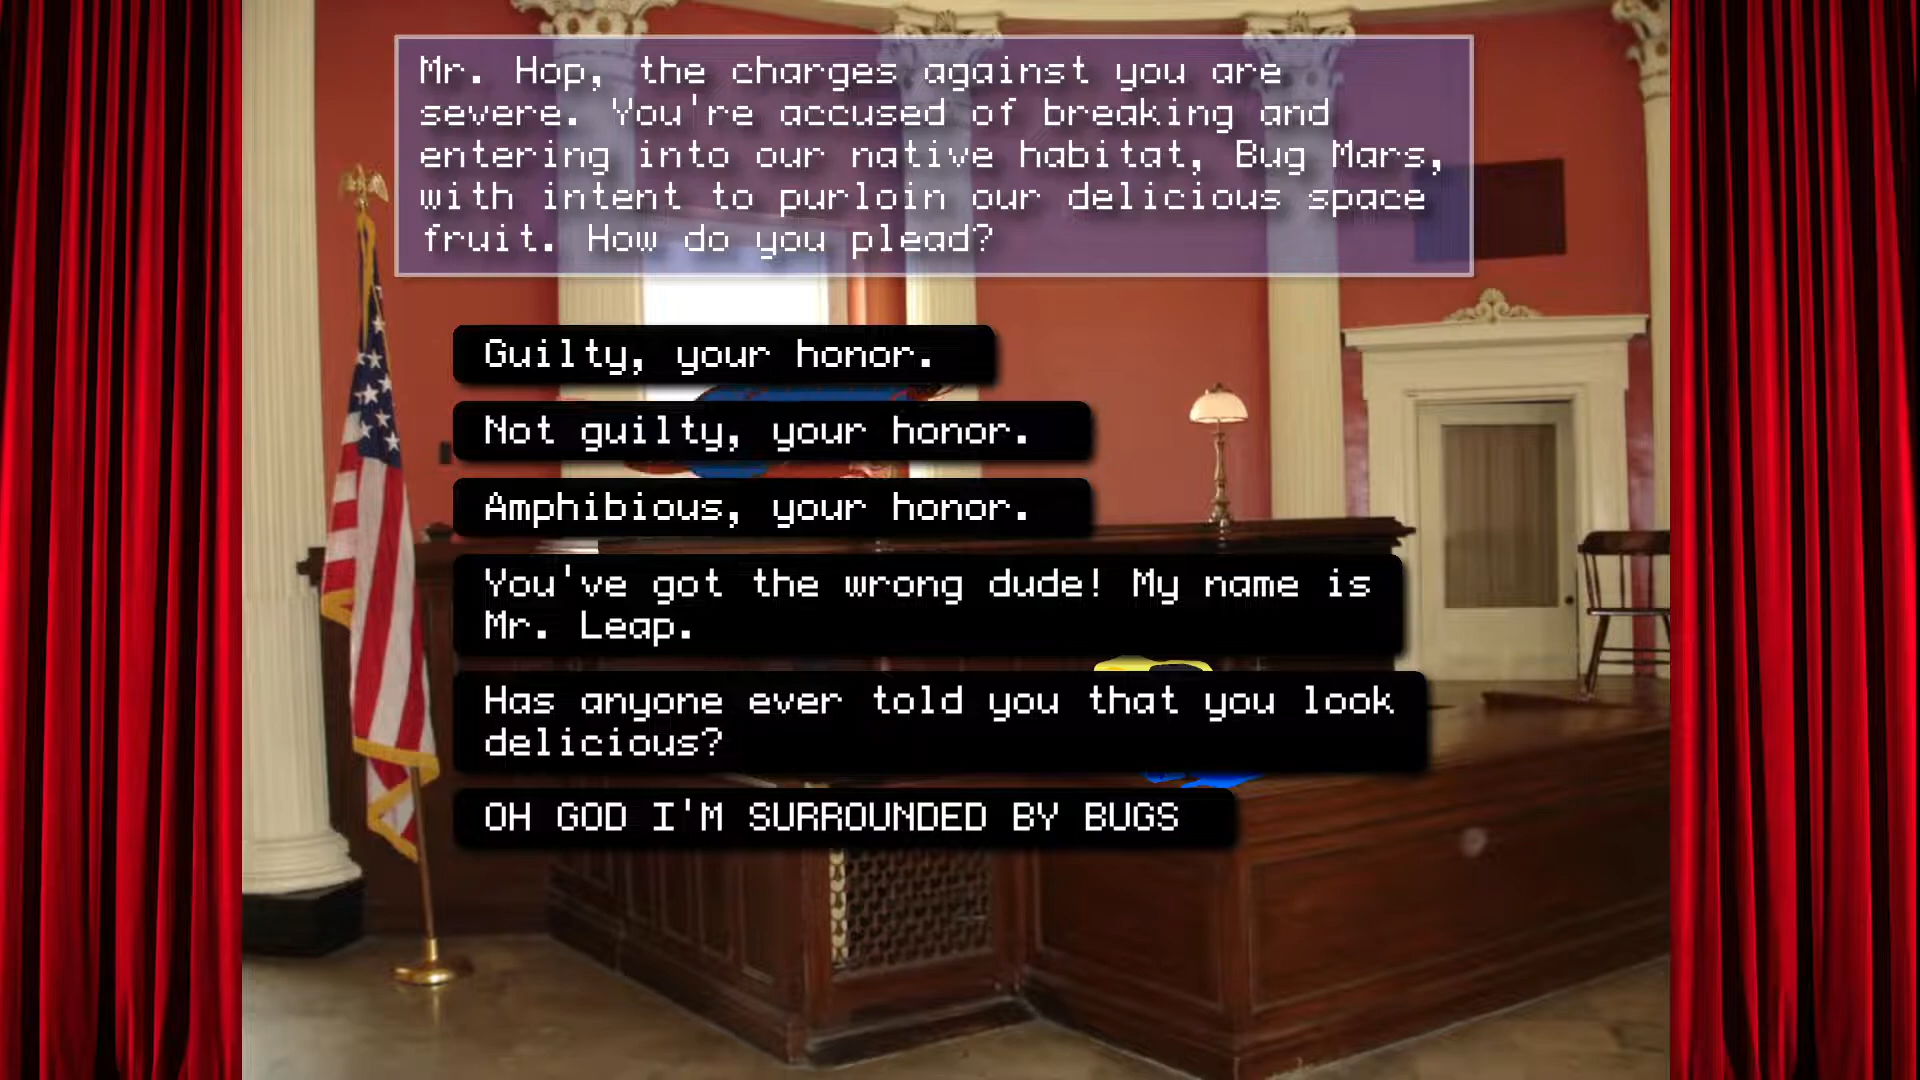 Mr. Hop, the charges against you are
severe. You're accused of breaking and
entering into our native habitat, Bug Mars,
with intent to purloin our delicious space
fruit. How do you plead?
Guilty, your honor.
Not guilty, your honor.
Amphibious, your honor.
You've got the wrong dude! My name is
Mr. Leap.
Has anyone ever told you that you look
delicious?
OH GOD I'M SURROUNDED BY BUGS